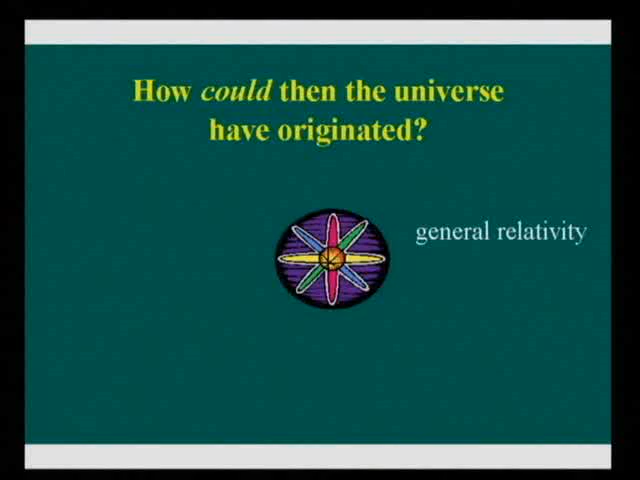 How could then the universe
have originated?
general relativity